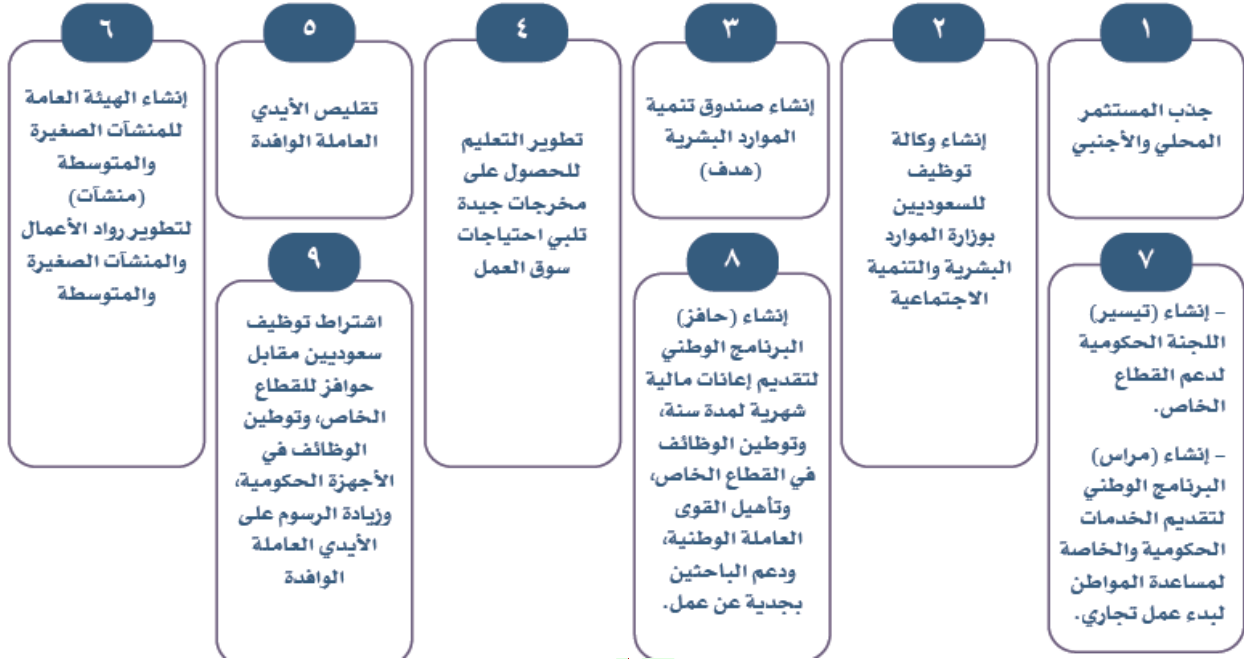 ١
جذب المستثمر
المحلي والأجنبي
٢
إنشاء وكالة
توظيف
للسعوديين
بوزارة الموارد
البشرية والتنمية
الاجتماعية
٣
إنشاء صندوق تنمية
الموارد البشرية
(هدف)
٤
تطوير التعليم
للحصول على
مخرجات جيدة
تلبي احتياجات
سوق العمل
٥
تقليص الأيدي
العاملة الوافدة
٦
إنشاء الهيئة العامة
للمنشآت الصغيرة
والمتوسطة
(منشآت)
لتطوير رواد الأعمال
والمنشآت الصغيرة
والمتوسطة
٧
– إنشاء (تيسير)
اللجنة الحكومية
لدعم القطاع
الخاص.
– إنشاء (مراس)
البرنامج الوطني
لتقديم الخدمات
الحكومية والخاصة
لمساعدة المواطن
لبدء عمل تجاري.
٨
إنشاء (حافز)
البرنامج الوطني
لتقديم إعانات مالية
شهرية لمدة سنة،
وتوطين الوظائف
في القطاع الخاص،
وتأهيل القوى
العاملة الوطنية،
ودعم الباحثين
بجدية عن عمل.
٩
اشتراط توظيف
سعوديين مقابل
حوافز للقطاع
الخاص، وتوطين
الوظائف في
الأجهزة الحكومية،
وزيادة الرسوم على
الأيدي العاملة
الوافدة